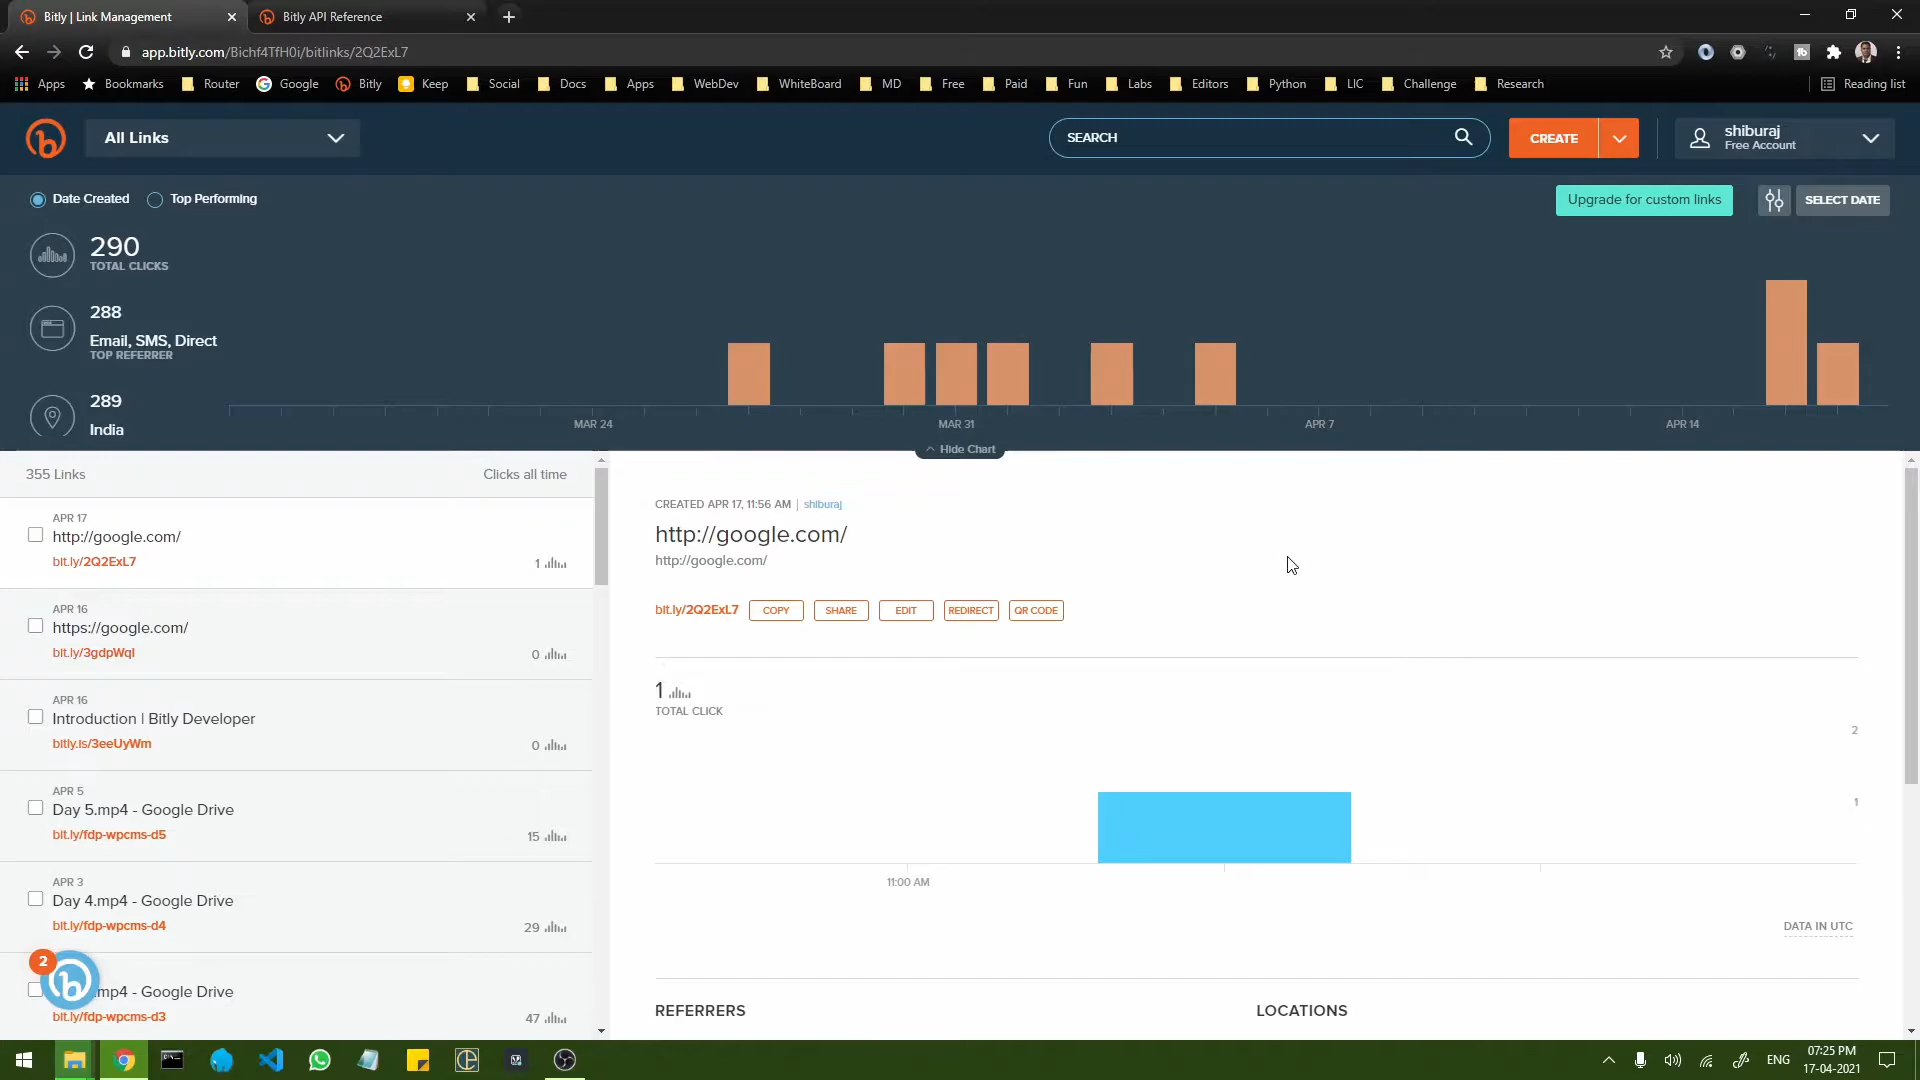 Bitly | Link Management
Bitly API Reference
app.bitly.com/Bichf4TfH0i/bitlinks/2Q2ExL7
Apps
Bookmarks
Router
Google
Bitly
Keep
Social
Docs
Apps
WebDev
WhiteBoard
MD
Free
Paid
Fun
Labs
Editors
Python
LIC
Challenge
Research
Reading list
All Links
SEARCH
CREATE
shiburaj
Free Account
Date Created
Top Performing
Upgrade for custom links
SELECT DATE
290
TOTAL CLICKS
288
Email, SMS, Direct
TOP REFERRER
289
India
MAR 24
MAR 31
APR 7
APR 14
Hide Chart
355 Links
Clicks all time
APR 17
http://google.com/
bit.ly/2Q2ExL7
1
APR 16
https://google.com/
bit.ly/3gdpWql
0
APR 16
Introduction | Bitly Developer
bitly.is/3eeUyWm
0
APR 5
Day 5.mp4 - Google Drive
bit.ly/fdp-wpcms-d5
15
APR 3
Day 4.mp4 - Google Drive
bit.ly/fdp-wpcms-d4
29
2
mp4 - Google Drive
bit.ly/fdp-wpcms-d3
47
CREATED APR 17, 11:56 AM | shiburaj
http://google.com/
http://google.com/
bit.ly/2Q2ExL7
COPY
SHARE
EDIT
REDIRECT
QR CODE
1
TOTAL CLICK
2
1
11:00 AM
DATA IN UTC
REFERRERS
LOCATIONS
ENG
07:25 PM
17-04-2021